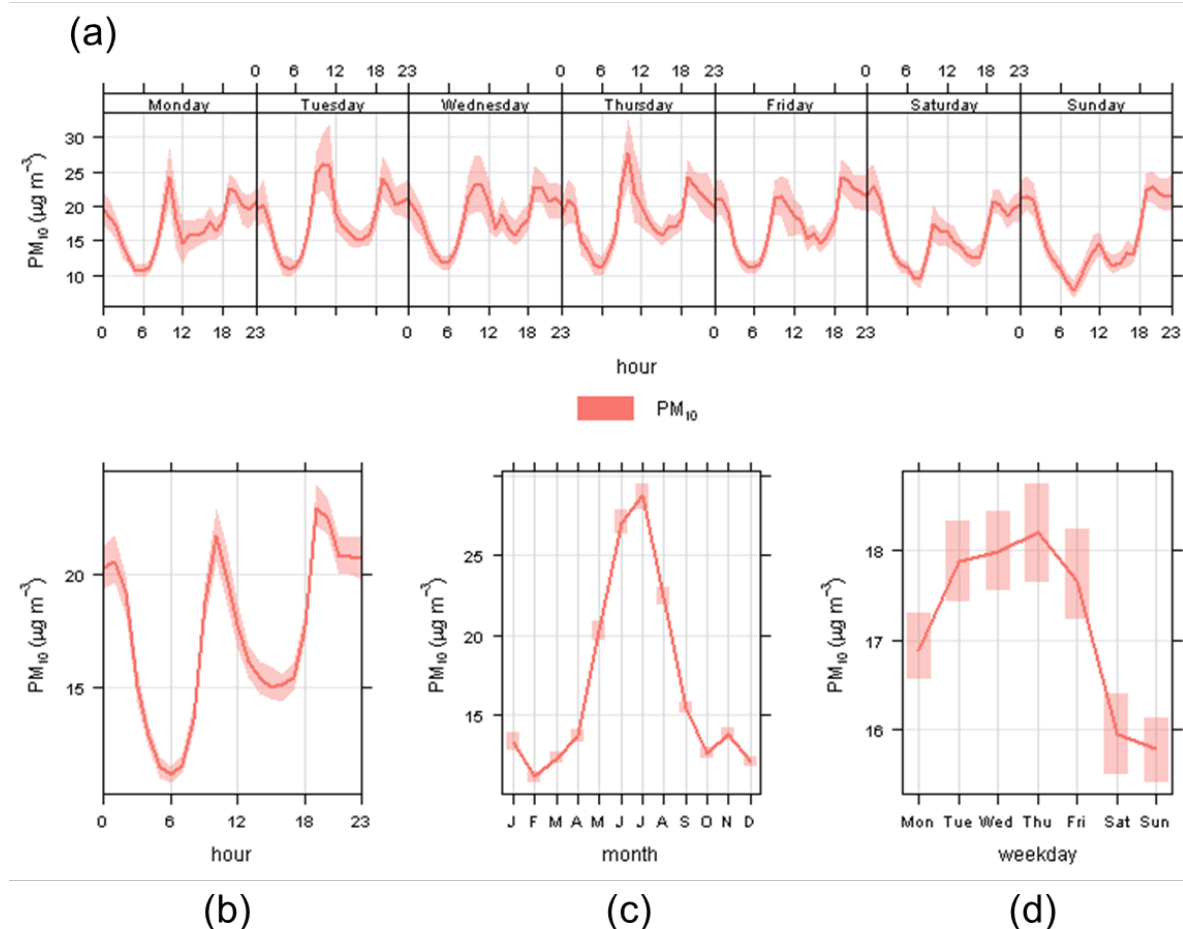 (a)
0 6 12 18 23 0 6 12 18 23 0 6 12 18 23
Monday Tuesday Wednesday Thursday Friday Saturday Sunday
30
25
20
15
10
PM₁₀ (µg m⁻³)
0 6 12 18 23 0 6 12 18 23 0 6 12 18 23 0 6 12 18 23
hour
PM₁₀
20
15
PM₁₀ (µg m⁻³)
0 6 12 18 23
hour
25
20
15
PM₁₀ (µg m⁻³)
J F M A M J J A S O N D
month
18
17
16
PM₁₀ (µg m⁻³)
Mon Tue Wed Thu Fri Sat Sun
weekday
(b) (c) (d)